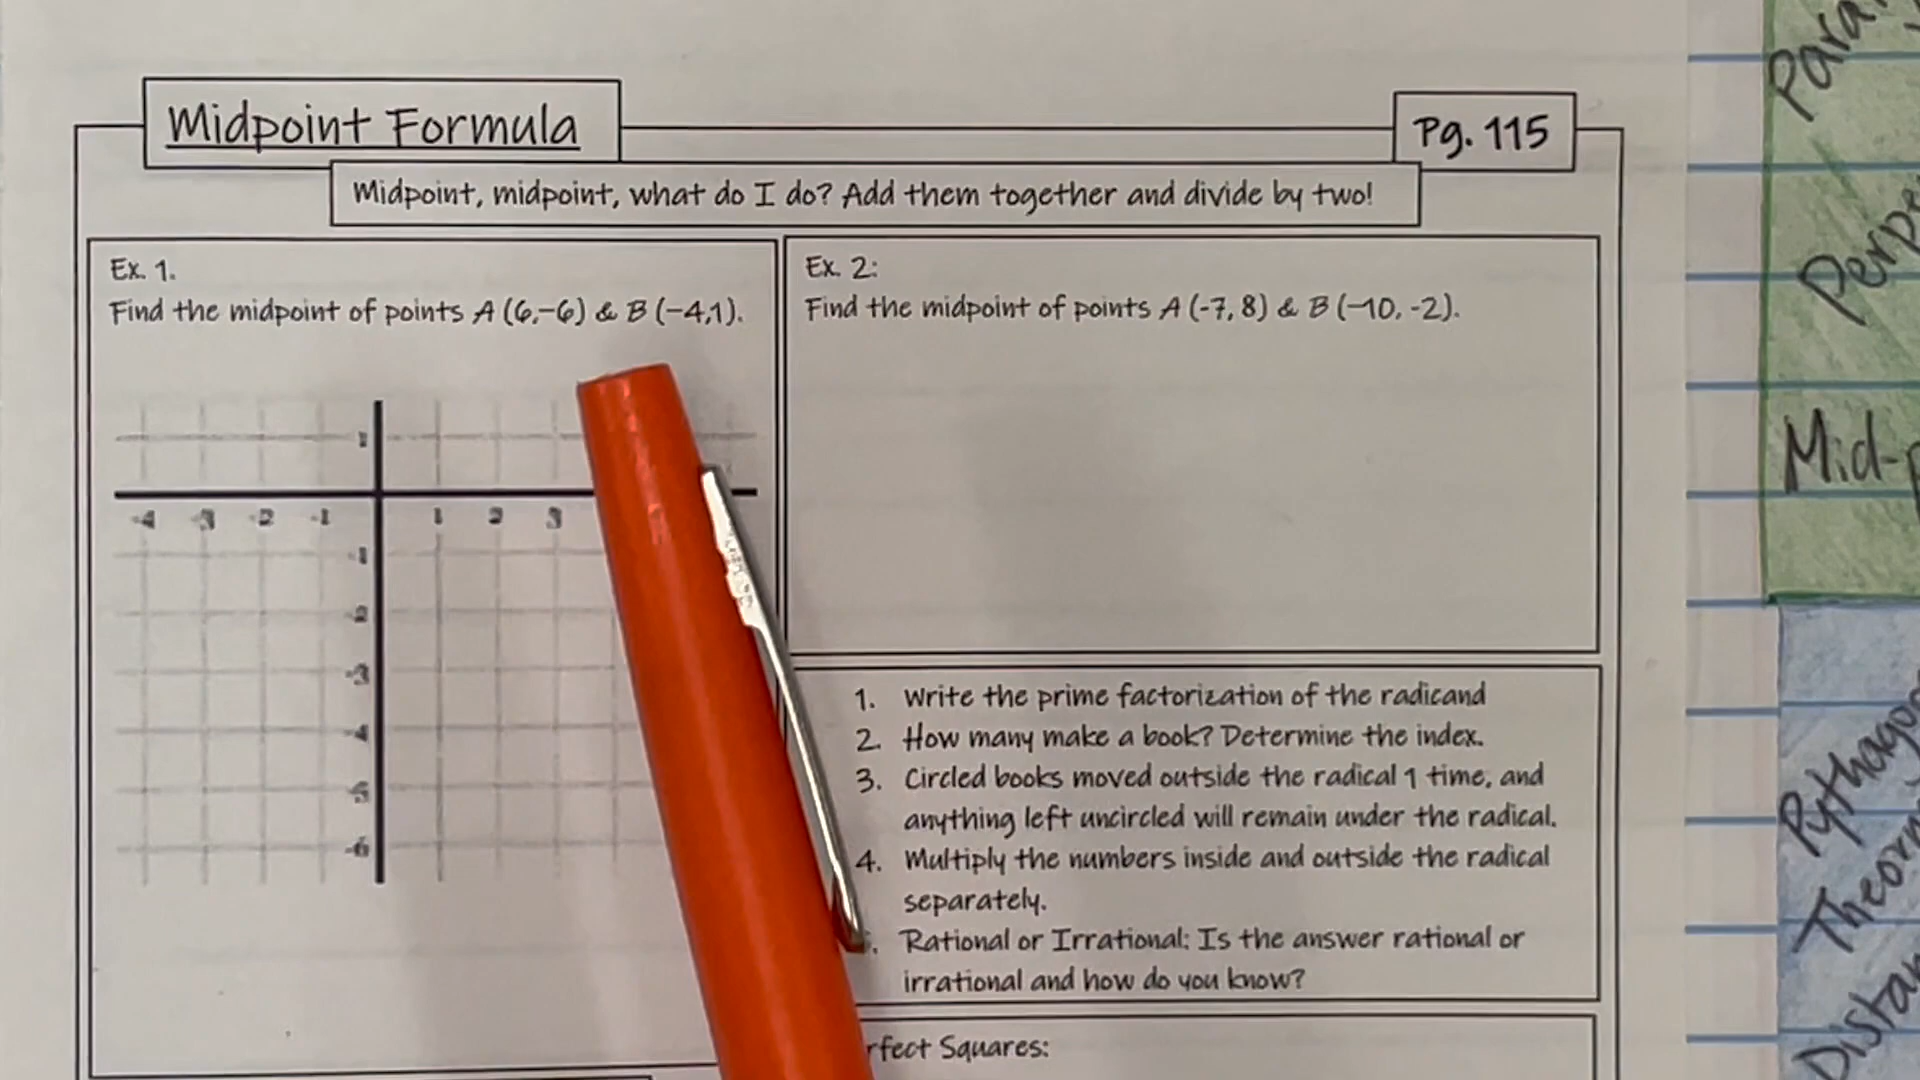 Midpoint Formula
Pg. 115
Midpoint, midpoint, what do I do? Add them together and divide by two!
Ex. 1.
Find the midpoint of points A (6,-6) & B (-4,1).
1
-4 -3 -2 -1 1 2 3
-1
-2
-3
-4
-5
-6
Ex. 2:
Find the midpoint of points A (-7, 8) & B (-10, -2).
1. Write the prime factorization of the radicand
2. How many make a book? Determine the index.
3. Circled books moved outside the radical 1 time, and
anything left uncircled will remain under the radical.
4. Multiply the numbers inside and outside the radical
separately.
Rational or Irrational: Is the answer rational or
irrational and how do you know?
rfect Squares:
Para
Perpe
Mid-p
Pythago
Theor
Distan